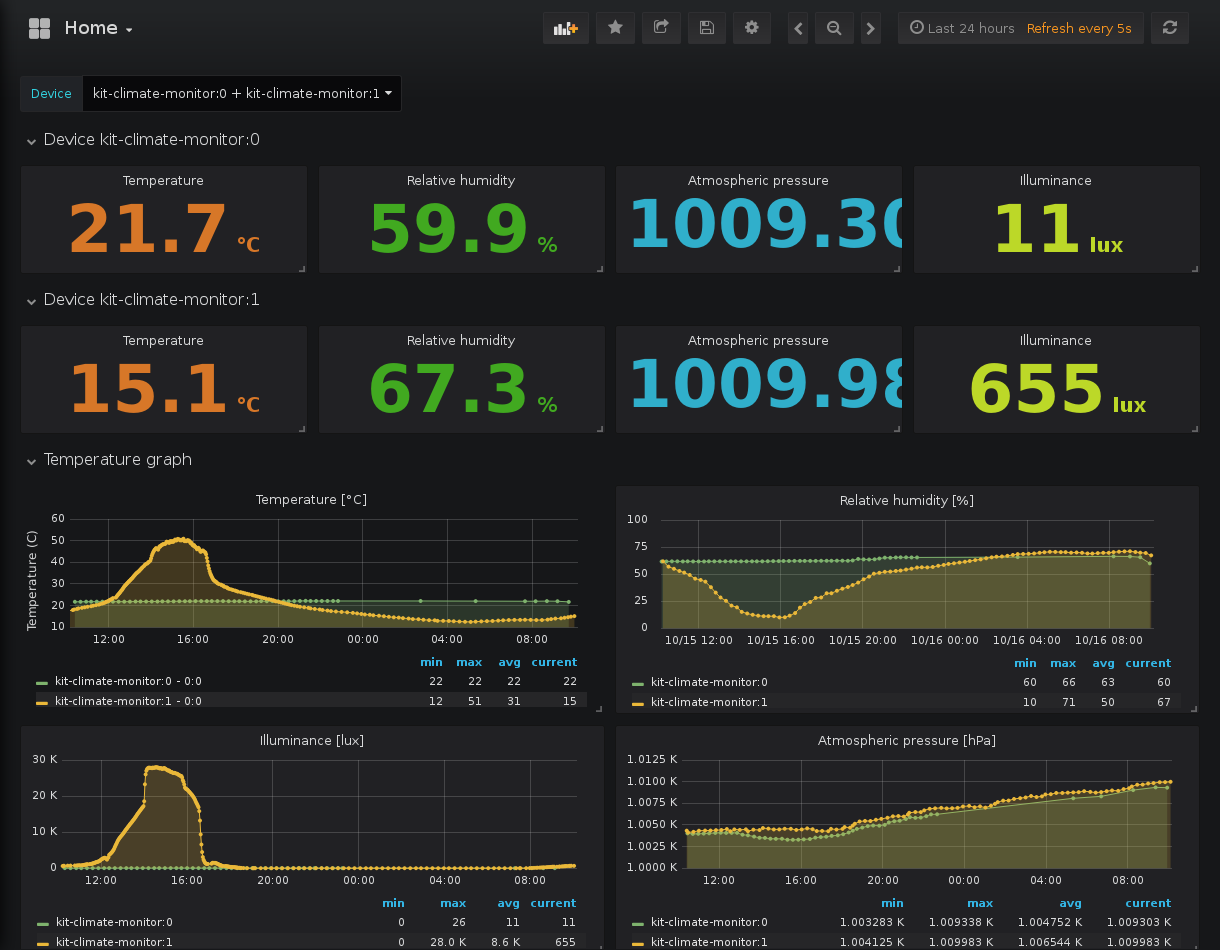 Home
Last 24 hours Refresh every 5s
Device kit-climate-monitor:0 + kit-climate-monitor:1
Device kit-climate-monitor:0
Temperature Relative humidity Atmospheric pressure Illuminance
21.7 °C 59.9 % 1009.30 11 lux
Device kit-climate-monitor:1
Temperature Relative humidity Atmospheric pressure Illuminance
15.1 °C 67.3 % 1009.98 655 lux
Temperature graph
Temperature [°C]
Temperature (C)
60
50
40
30
20
10
12:00 16:00 20:00 00:00 04:00 08:00
min max avg current
kit-climate-monitor:0 - 0:0 22 22 22 22
kit-climate-monitor:1 - 0:0 12 51 31 15
Relative humidity [%]
100
75
50
25
0
10/15 12:00 10/15 16:00 10/15 20:00 10/16 00:00 10/16 04:00 10/16 08:00
min max avg current
kit-climate-monitor:0 60 66 63 60
kit-climate-monitor:1 10 71 50 67
Illuminance [lux]
30 K
20 K
10 K
0
12:00 16:00 20:00 00:00 04:00 08:00
min max avg current
kit-climate-monitor:0 0 26 11 11
kit-climate-monitor:1 0 28.0 K 8.6 K 655
Atmospheric pressure [hPa]
1.0125 K
1.0100 K
1.0075 K
1.0050 K
1.0025 K
1.0000 K
12:00 16:00 20:00 00:00 04:00 08:00
min max avg current
kit-climate-monitor:0 1.003283 K 1.009338 K 1.004752 K 1.009303 K
kit-climate-monitor:1 1.004125 K 1.009983 K 1.006544 K 1.009983 K